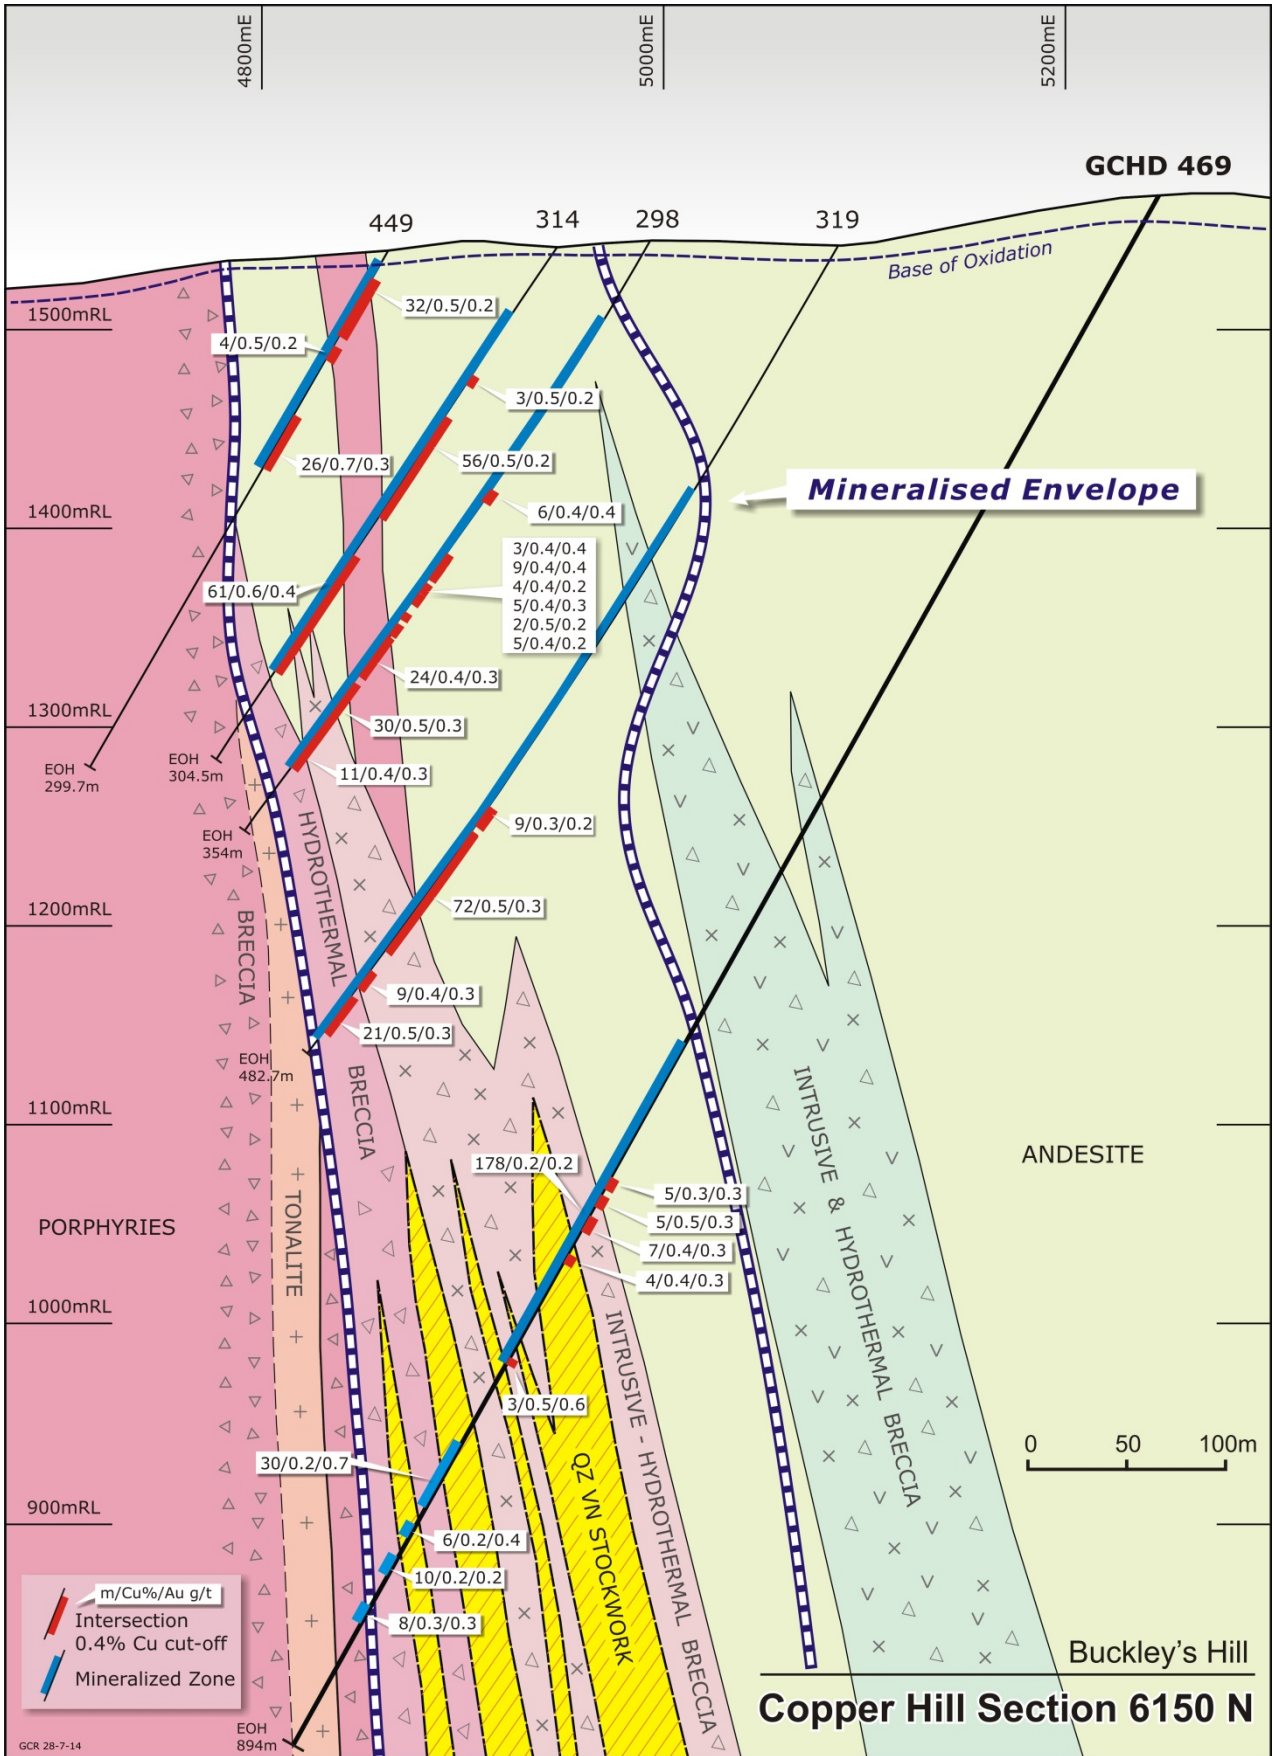 4800mE
5000mE
5200mE
GCHD 469
449
314
298
319
Base of Oxidation
1500mRL
32/0.5/0.2
4/0.5/0.2
3/0.5/0.2
26/0.7/0.3
56/0.5/0.2
Mineralised Envelope
1400mRL
6/0.4/0.4
3/0.4/0.4
9/0.4/0.4
4/0.4/0.2
5/0.4/0.3
2/0.5/0.2
5/0.4/0.2
61/0.6/0.4
24/0.4/0.3
1300mRL
30/0.5/0.3
EOH
299.7m
EOH
304.5m
11/0.4/0.3
EOH
354m
9/0.3/0.2
1200mRL
72/0.5/0.3
BRECCIA
HYDROTHERMAL
BRECCIA
9/0.4/0.3
21/0.5/0.3
EOH
482.7m
1100mRL
ANDESITE
178/0.2/0.2
5/0.3/0.3
5/0.5/0.3
7/0.4/0.3
4/0.4/0.3
PORPHYRIES
TONALITE
INTRUSIVE & HYDROTHERMAL BRECCIA
1000mRL
INTRUSIVE - HYDROTHERMAL BRECCIA
3/0.5/0.6
0 50 100m
30/0.2/0.7
QZ VN STOCKWORK
900mRL
6/0.2/0.4
10/0.2/0.2
8/0.3/0.3
m/Cu%/Au g/t
Intersection
0.4% Cu cut-off
Mineralized Zone
EOH
894m
GCR 28-7-14
Buckley's Hill
Copper Hill Section 6150 N